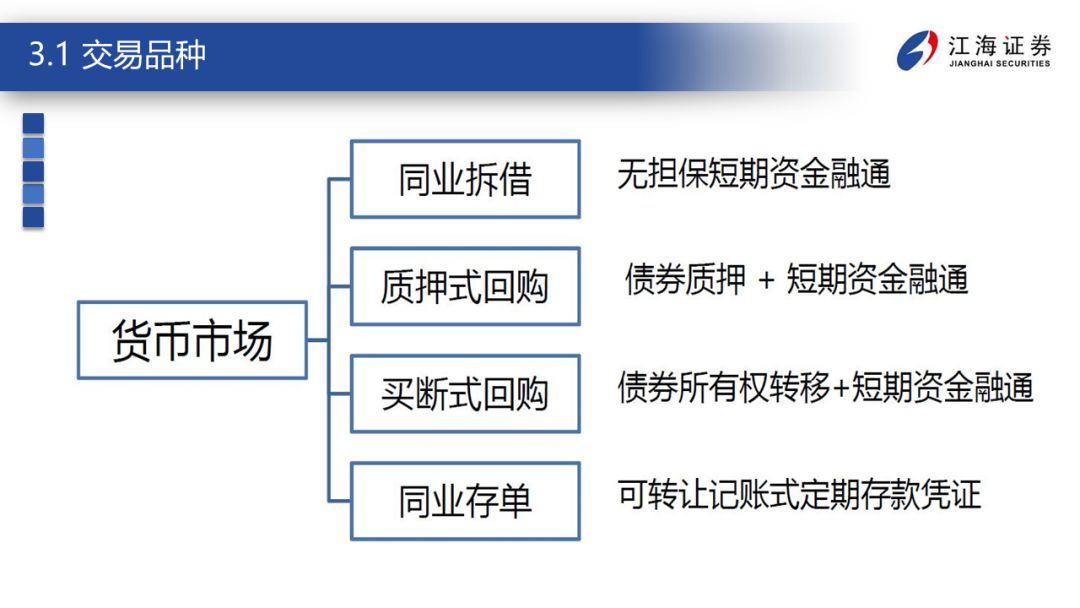 3.1 交易品种
江海证券
JIANGHAI SECURITIES
货币市场
同业拆借
无担保短期资金融通
质押式回购
债券质押 + 短期资金融通
买断式回购
债券所有权转移+短期资金融通
同业存单
可转让记账式定期存款凭证